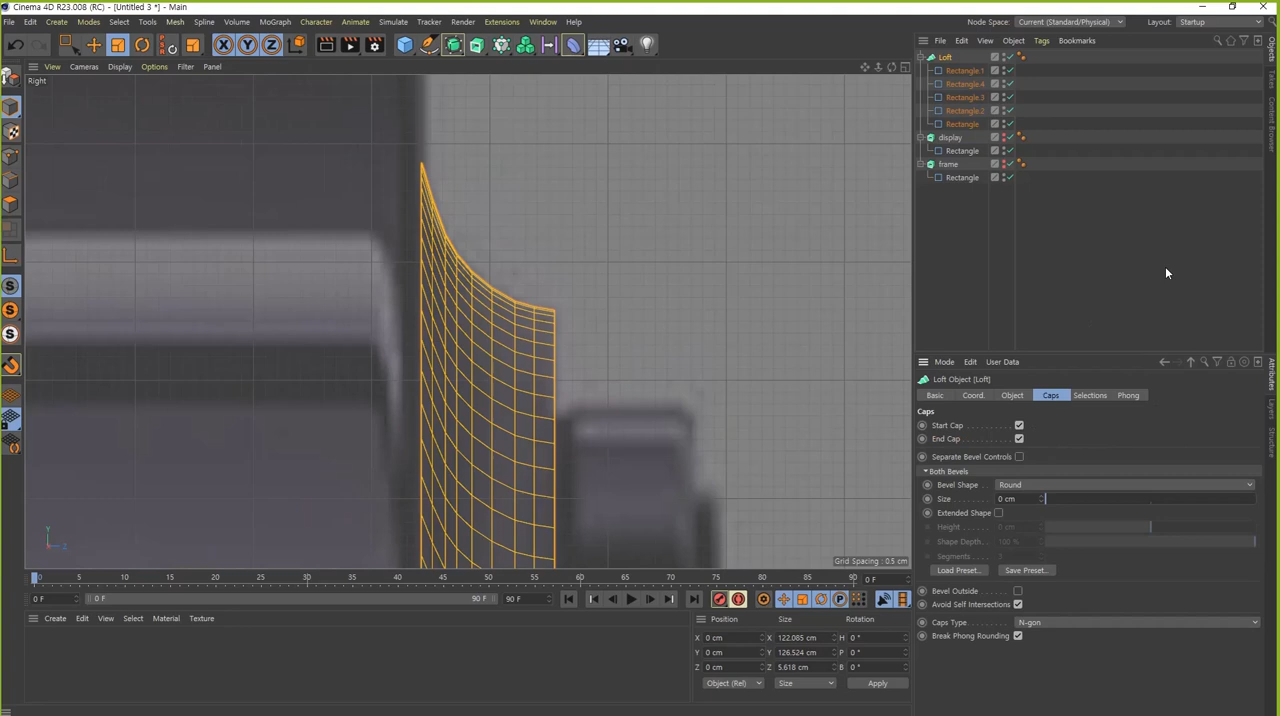 Cinema 4D R23.008 (RC) - [Untitled 3 *] - Main
File Edit Create Modes Select Tools Mesh Spline Volume MoGraph Character Animate Simulate Tracker Render Extensions Window Help
Node Space: Current (Standard/Physical) Layout: Startup
X Y Z
File Edit View Object Tags Bookmarks
View Cameras Display Options Filter Panel
Right
Loft
Rectangle.1
Rectangle.4
Rectangle.3
Rectangle.2
Rectangle
display
Rectangle
frame
Rectangle
Objects
Takes
Content Browser
Mode Edit User Data
Loft Object [Loft]
Basic Coord. Object Caps Selections Phong
Caps
Start Cap
End Cap
Separate Bevel Controls
Both Bevels
Bevel Shape Round
Size 0 cm
Extended Shape
Height 0 cm
Shape Depth. 100 %
Segments 3
Load Preset... Save Preset...
Bevel Outside
Avoid Self Intersections
Caps Type N-gon
Break Phong Rounding
Attributes
Layers
Structure
Y
Z
Grid Spacing : 0.5 cm
0 5 10 15 20 25 30 35 40 45 50 55 60 65 70 75 80 85 90 0 F
0 F 0 F 90 F 90 F
Create Edit View Select Material Texture
Position Size Rotation
X 0 cm X 122.085 cm H 0 °
Y 0 cm Y 126.524 cm P 0 °
Z 0 cm Z 5.618 cm B 0 °
Object (Rel) Size Apply